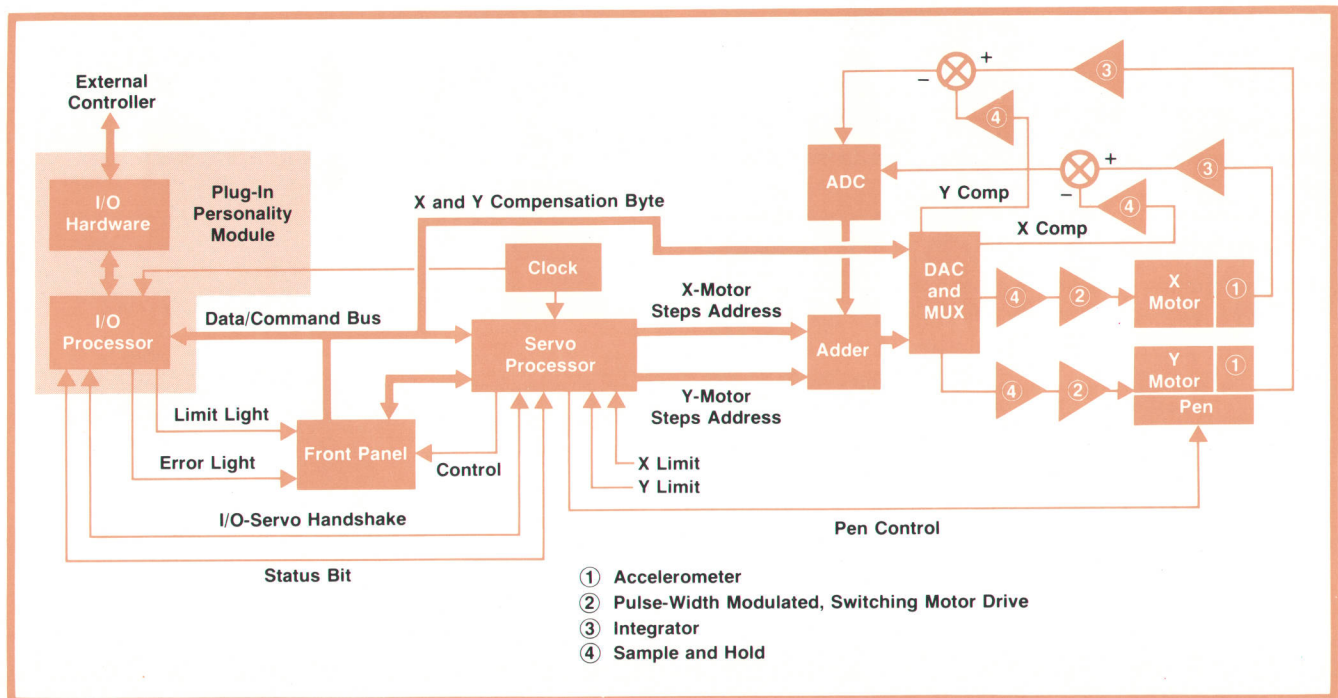 External
Controller
I/O
Hardware
Plug-In
Personality
Module
I/O
Processor
Data/Command Bus
X and Y Compensation Byte
Clock
Servo
Processor
X-Motor
Steps Address
Y-Motor
Steps Address
Limit Light
Error Light
Front Panel
Control
I/O-Servo Handshake
Status Bit
X Limit
Y Limit
Pen Control
ADC
Adder
DAC
and
MUX
Y Comp
X Comp
−
+
3
4
+
−
3
4
4
2
X
Motor
1
4
2
Y
Motor
1
Pen
1 Accelerometer
2 Pulse-Width Modulated, Switching Motor Drive
3 Integrator
4 Sample and Hold